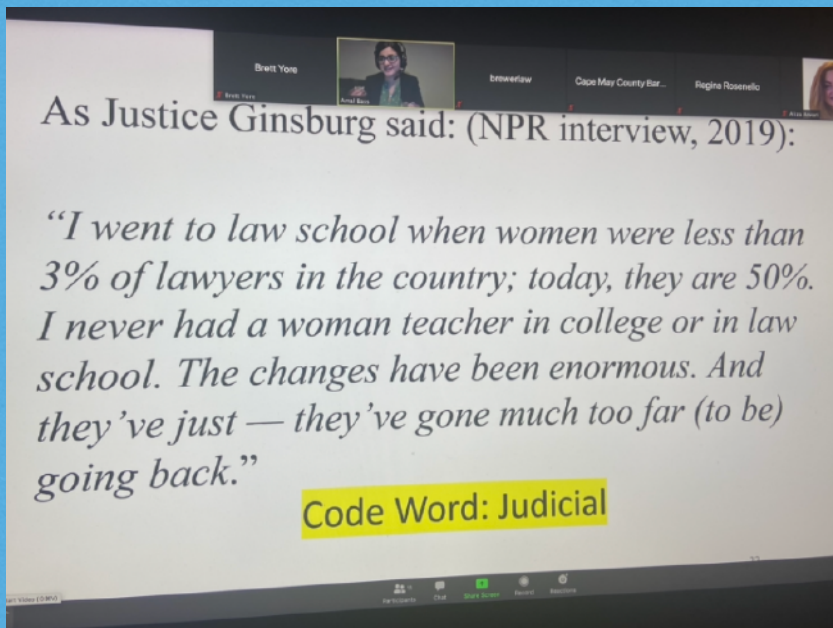 Brett Yore
Brett Yore
brewerlaw
Cape May County Bar...
Regina Rosenello
As Justice Ginsburg said: (NPR interview, 2019):
“I went to law school when women were less than
3% of lawyers in the country; today, they are 50%.
I never had a woman teacher in college or in law
school. The changes have been enormous. And
they’ve just — they’ve gone much too far (to be)
going back.”
Code Word: Judicial
Participants
Chat
Share Screen
Record
Reactions